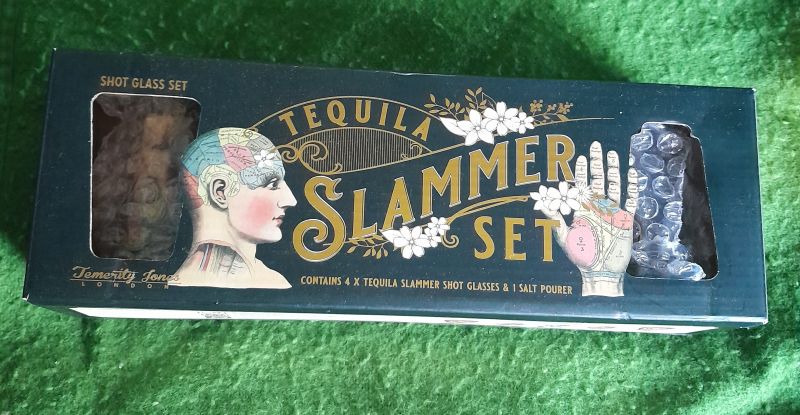 SHOT GLASS SET
TEQUILA
SLAMMER
SET
Temerity Jones
LONDON
CONTAINS 4 X TEQUILA SLAMMER SHOT GLASSES & 1 SALT POURER